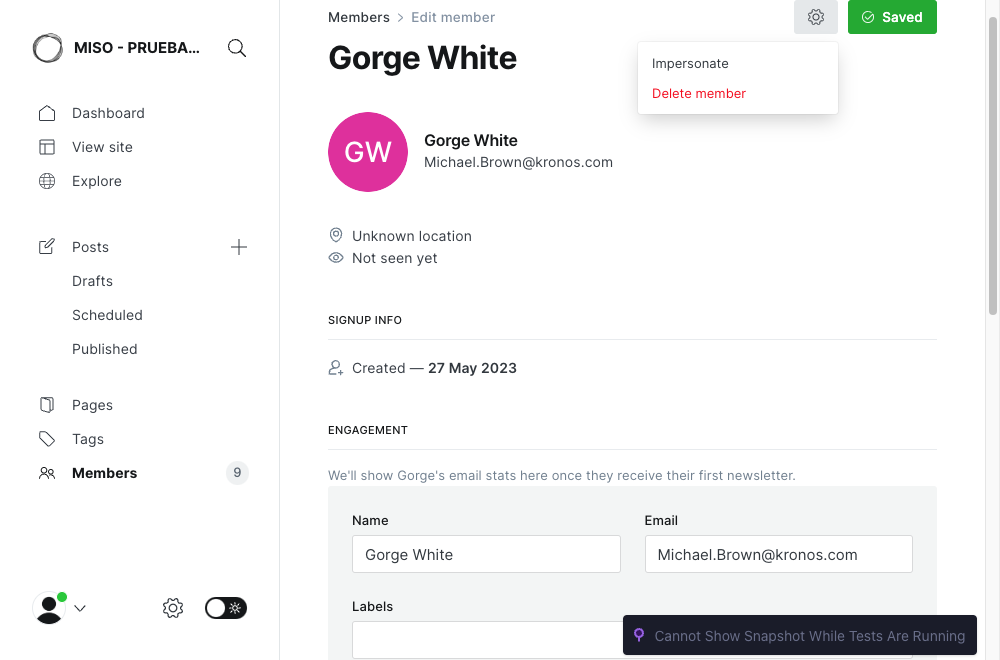 MISO - PRUEBA...
Dashboard
View site
Explore
Posts
Drafts
Scheduled
Published
Pages
Tags
Members
9
Members > Edit member
Saved
Gorge White
Impersonate
Delete member
GW
Gorge White
Michael.Brown@kronos.com
Unknown location
Not seen yet
SIGNUP INFO
Created — 27 May 2023
ENGAGEMENT
We'll show Gorge's email stats here once they receive their first newsletter.
Name
Gorge White
Email
Michael.Brown@kronos.com
Labels
Cannot Show Snapshot While Tests Are Running